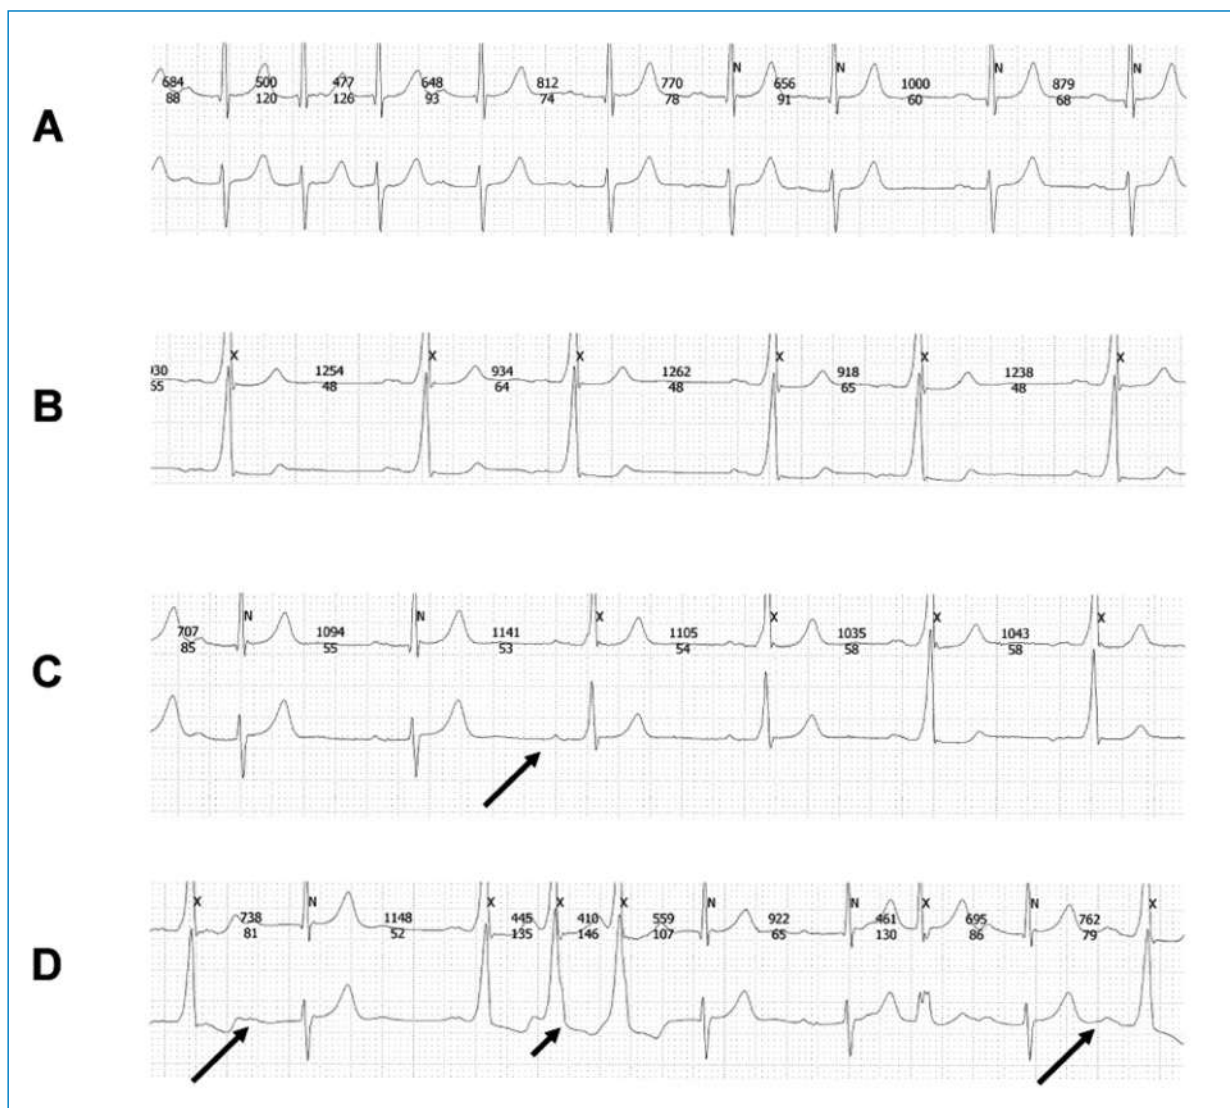 A
684 500 477 648 812 770 N 656 N 1000 N 879 N
88 120 126 93 74 78 91 60 68
B
X X X X X X
1254 934 1262 918 1238
48 64 48 65 48
C
N N X X X X
707 1094 1141 1105 1035 1043
85 55 53 54 58 58
D
X N X X X N N X N X
738 1148 445 410 559 922 461 695 762
81 52 135 146 107 65 130 86 79